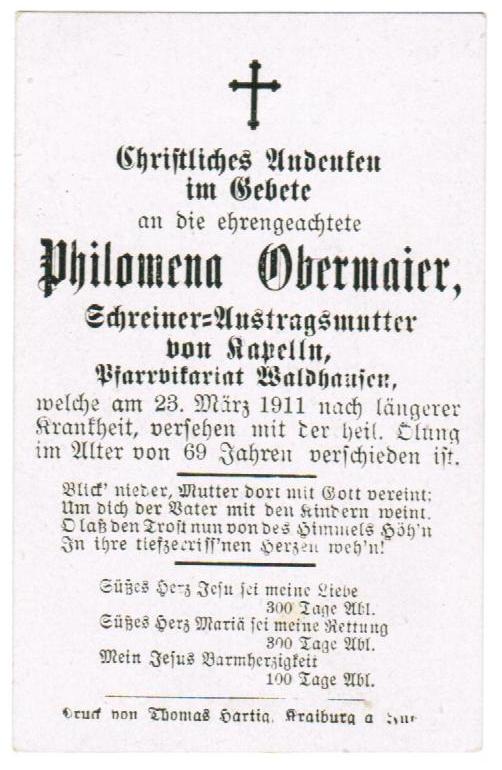 Christliches Andenken
im Gebete
an die ehrengeachtete
Philomena Obermaier,
Schreiner=Austragsmutter
von Kapelln,
Pfarrvikariat Waldhausen,
welche am 23. März 1911 nach längerer
Krankheit, versehen mit der heil. Ölung
im Alter von 69 Jahren verschieden ist.
Blick' nieder, Mutter dort mit Gott vereint:
Um dich der Vater mit den Kindern weint.
O laß den Trost nun von des Himmels Höh'n
In ihre tiefzerriss'nen Herzen weh'n!
Süßes Herz Jesu sei meine Liebe
300 Tage Abl.
Süßes Herz Mariä sei meine Rettung
300 Tage Abl.
Mein Jesus Barmherzigkeit
100 Tage Abl.
Druck von Thomas Hartig, Kraiburg a